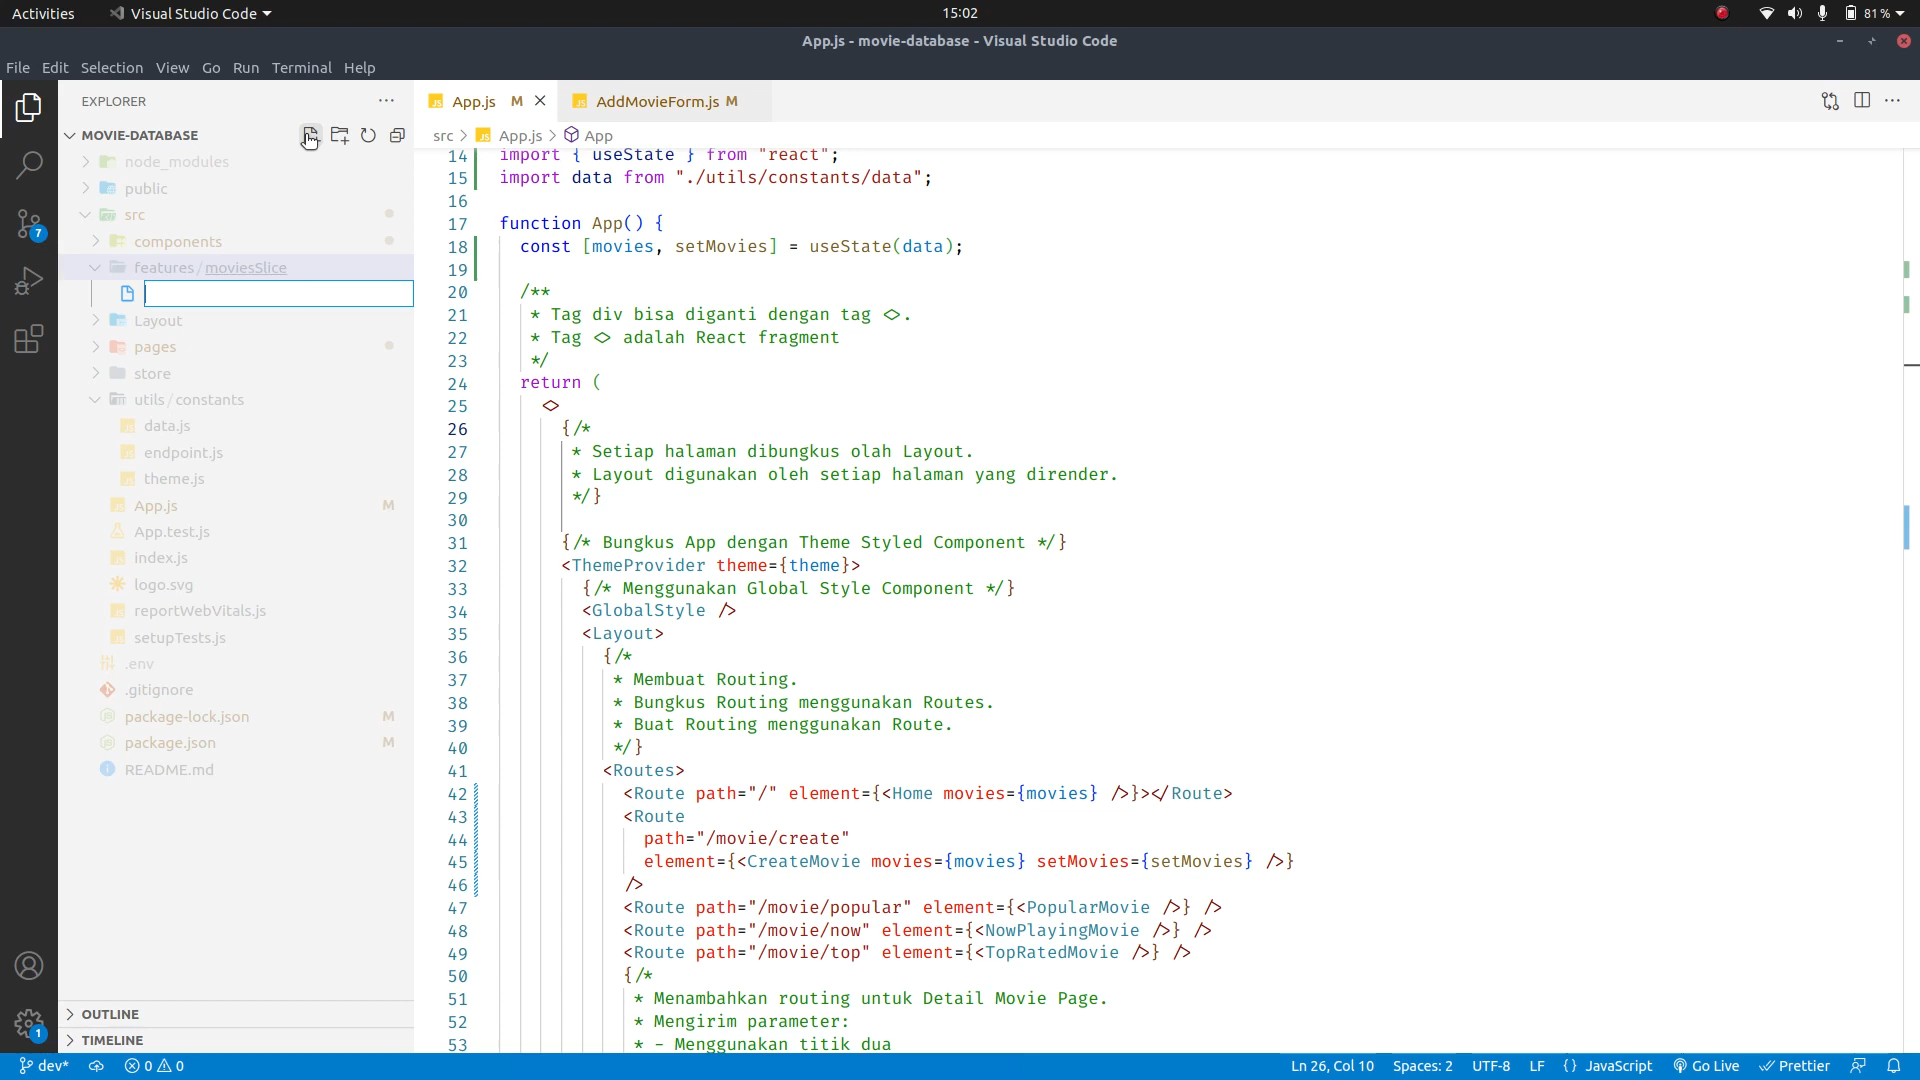 Activities Visual Studio Code 15:02 81 %
App.js - movie-database - Visual Studio Code
File Edit Selection View Go Run Terminal Help
EXPLORER
App.js M
AddMovieForm.js M
MOVIE-DATABASE
src App.js App
node_modules
public
src
components
features / moviesSlice
Layout
pages
store
utils / constants
data.js
endpoint.js
theme.js
App.js M
App.test.js
index.js
logo.svg
reportWebVitals.js
setupTests.js
.env
.gitignore
package-lock.json M
package.json M
README.md
OUTLINE
TIMELINE
7
1
14 import { useState } from "react";
15 import data from "./utils/constants/data";
16
17 function App() {
18 const [movies, setMovies] = useState(data);
19
20 /**
21 * Tag div bisa diganti dengan tag <>.
22 * Tag <> adalah React fragment
23 */
24 return (
25 <>
26 {/*
27 * Setiap halaman dibungkus olah Layout.
28 * Layout digunakan oleh setiap halaman yang dirender.
29 */}
30
31 {/* Bungkus App dengan Theme Styled Component */}
32 <ThemeProvider theme={theme}>
33 {/* Menggunakan Global Style Component */}
34 <GlobalStyle />
35 <Layout>
36 {/*
37 * Membuat Routing.
38 * Bungkus Routing menggunakan Routes.
39 * Buat Routing menggunakan Route.
40 */}
41 <Routes>
42 <Route path="/" element={<Home movies={movies} />}></Route>
43 <Route
44 path="/movie/create"
45 element={<CreateMovie movies={movies} setMovies={setMovies} />}
46 />
47 <Route path="/movie/popular" element={<PopularMovie />} />
48 <Route path="/movie/now" element={<NowPlayingMovie />} />
49 <Route path="/movie/top" element={<TopRatedMovie />} />
50 {/*
51 * Menambahkan routing untuk Detail Movie Page.
52 * Mengirim parameter:
53 * - Menggunakan titik dua
dev* 0 0 Ln 26, Col 10 Spaces: 2 UTF-8 LF {} JavaScript Go Live Prettier